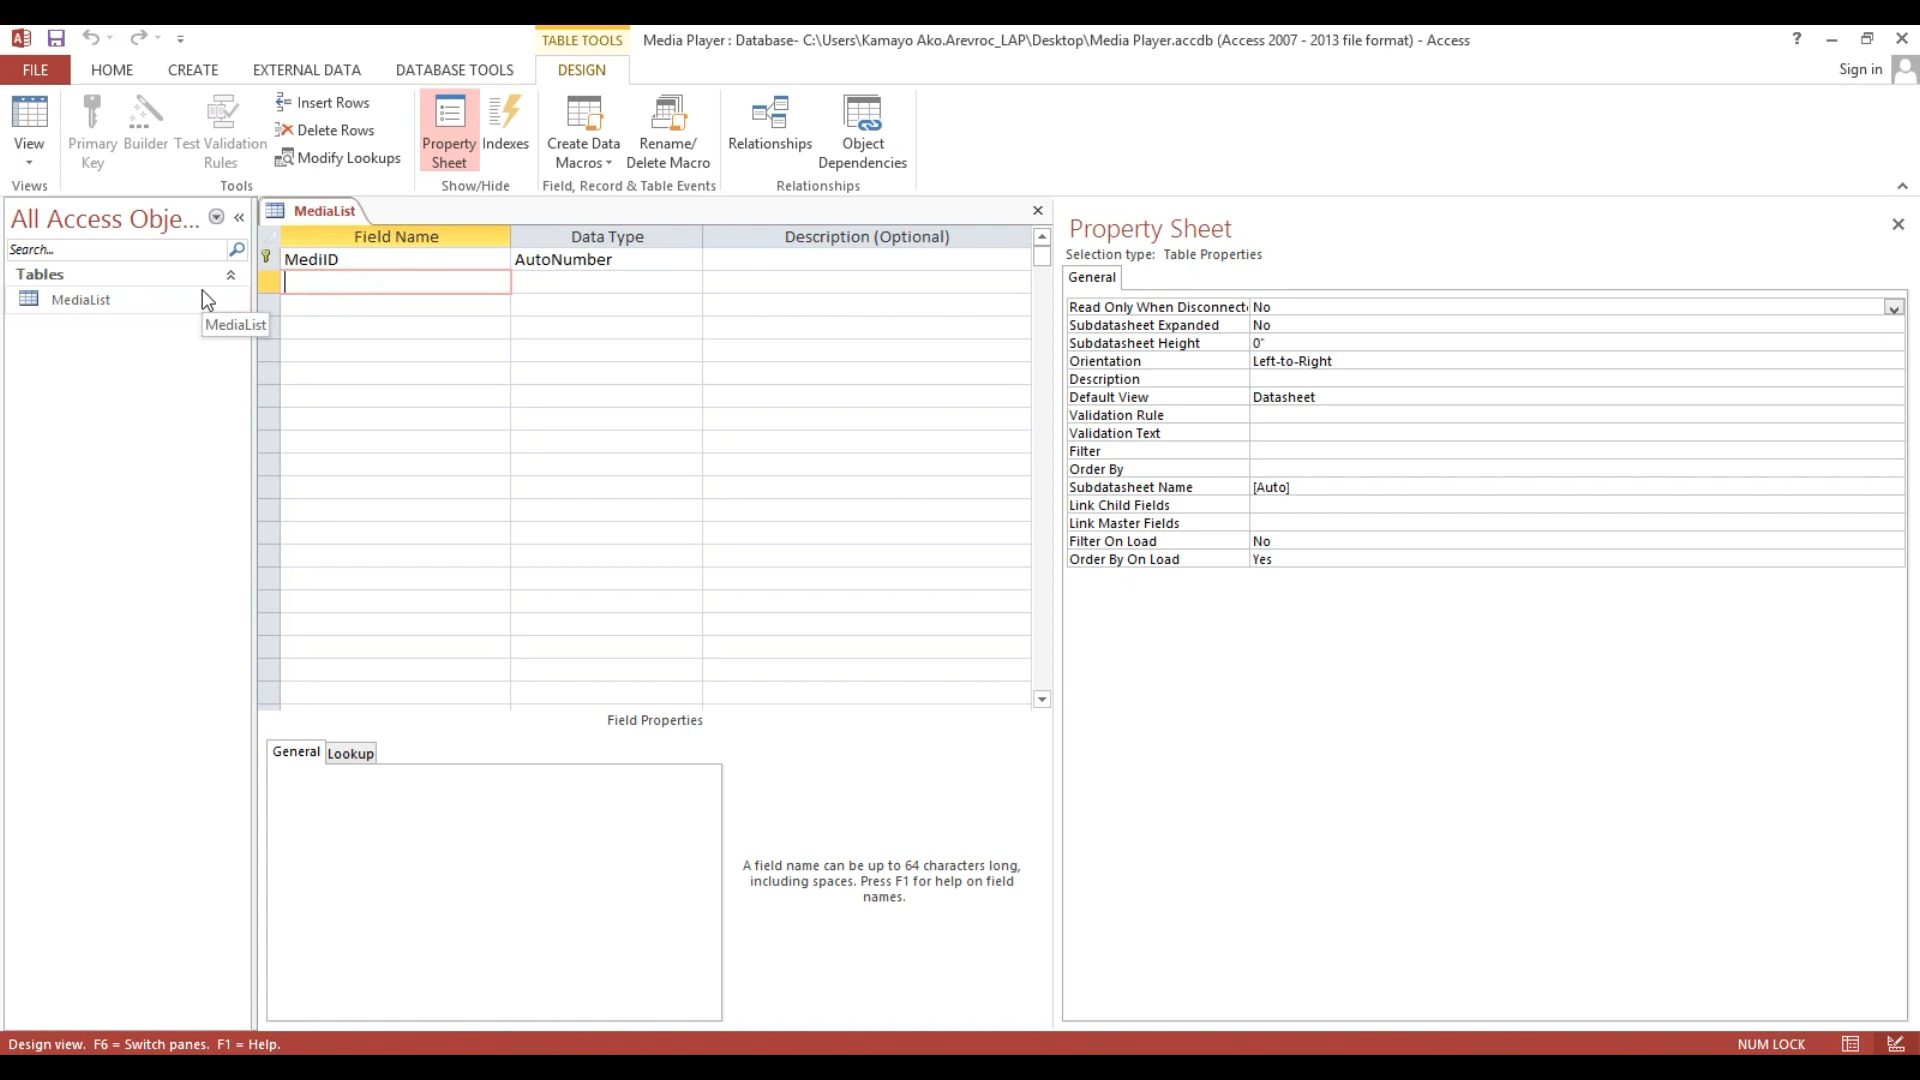 TABLE TOOLS
Media Player : Database- C:\Users\Kamayo Ako.Arevroc_LAP\Desktop\Media Player.accdb (Access 2007 - 2013 file format) - Access
?
FILE
HOME
CREATE
EXTERNAL DATA
DATABASE TOOLS
DESIGN
Sign in
View
Primary
Key
Builder
Test Validation
Rules
Insert Rows
Delete Rows
Modify Lookups
Property
Sheet
Indexes
Create Data
Macros
Rename/
Delete Macro
Relationships
Object
Dependencies
Views
Tools
Show/Hide
Field, Record & Table Events
Relationships
All Access Obje...
Search...
Tables
MediaList
MediaList
MediaList
Field Name
Data Type
Description (Optional)
MediID
AutoNumber
Field Properties
General
Lookup
A field name can be up to 64 characters long,
including spaces. Press F1 for help on field
names.
Property Sheet
Selection type: Table Properties
General
Read Only When Disconnect No
Subdatasheet Expanded No
Subdatasheet Height 0"
Orientation Left-to-Right
Description
Default View Datasheet
Validation Rule
Validation Text
Filter
Order By
Subdatasheet Name [Auto]
Link Child Fields
Link Master Fields
Filter On Load No
Order By On Load Yes
Design view. F6 = Switch panes. F1 = Help.
NUM LOCK